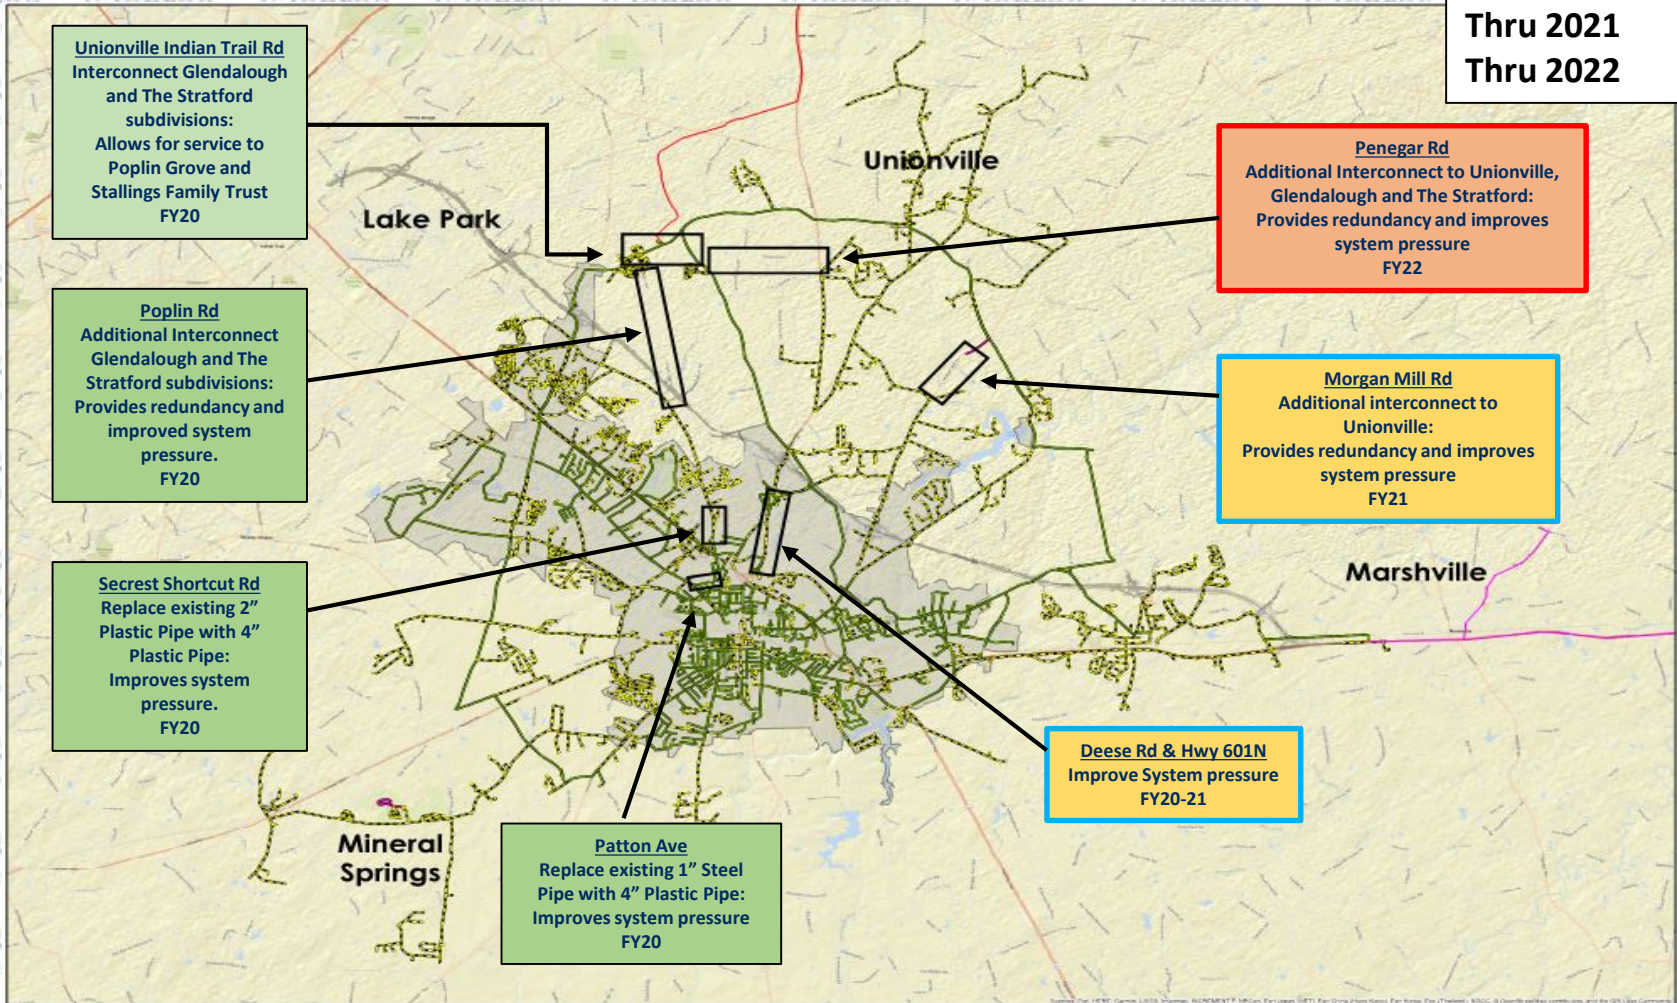 Thru 2021
Thru 2022
Unionville Indian Trail Rd
Interconnect Glendalough
and The Stratford
subdivisions:
Allows for service to
Poplin Grove and
Stallings Family Trust
FY20
Unionville
Lake Park
Penegar Rd
Additional Interconnect to Unionville,
Glendalough and The Stratford:
Provides redundancy and improves
system pressure
FY22
Poplin Rd
Additional Interconnect
Glendalough and The
Stratford subdivisions:
Provides redundancy and
improved system
pressure.
FY20
Morgan Mill Rd
Additional interconnect to
Unionville:
Provides redundancy and improves
system pressure
FY21
Secrest Shortcut Rd
Replace existing 2”
Plastic Pipe with 4”
Plastic Pipe:
Improves system
pressure.
FY20
Marshville
Deese Rd & Hwy 601N
Improve System pressure
FY20-21
Mineral
Springs
Patton Ave
Replace existing 1” Steel
Pipe with 4” Plastic Pipe:
Improves system pressure
FY20